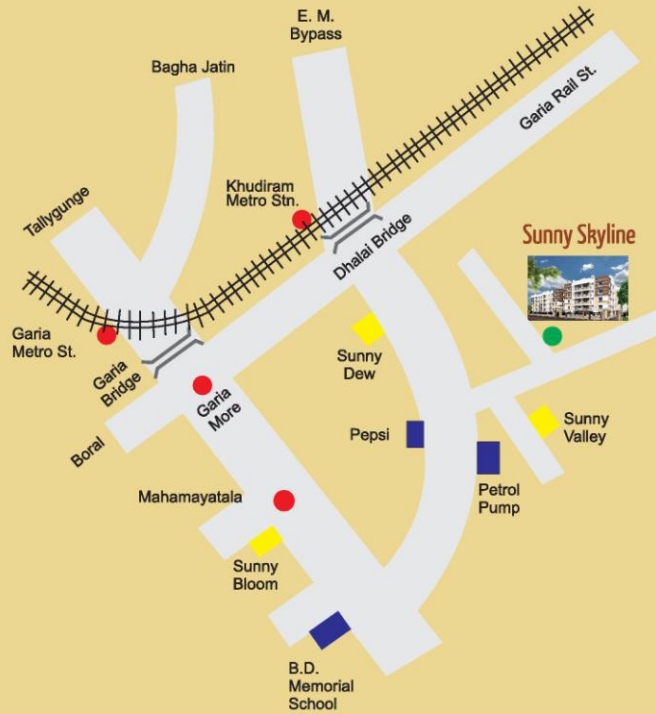 E. M.
Bypass
Bagha Jatin
Garia Rail St.
Khudiram
Metro Stn.
Tallygunge
Dhalai Bridge
Sunny Skyline
Garia
Metro St.
Garia
Bridge
Sunny
Dew
Garia
More
Boral
Pepsi
Sunny
Valley
Petrol
Pump
Mahamayatala
Sunny
Bloom
B.D.
Memorial
School